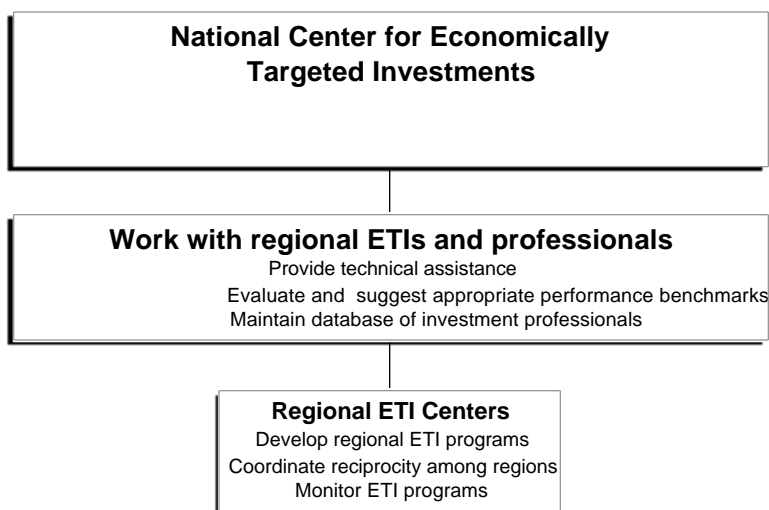 National Center for Economically
Targeted Investments
Work with regional ETIs and professionals
Provide technical assistance
Evaluate and suggest appropriate performance benchmarks
Maintain database of investment professionals
Regional ETI Centers
Develop regional ETI programs
Coordinate reciprocity among regions
Monitor ETI programs